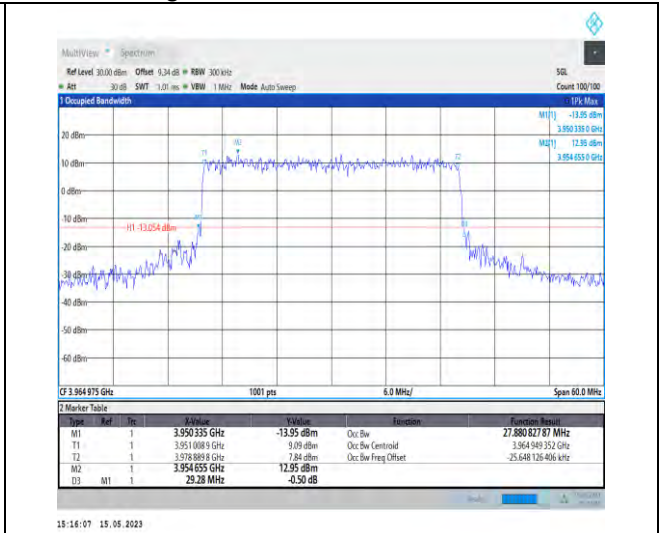 MultiView Spectrum
Ref Level 30.00 dBm Offset 9.34 dB RBW 300 kHz SGL
Att 30 dB SWT 1.01 ms VBW 1 MHz Mode Auto Sweep Count 100/100
1 Occupied Bandwidth 1Pk Max
M1[1] -13.95 dBm
3.950 335 0 GHz
M2[1] 12.95 dBm
3.954 655 0 GHz
20 dBm
T1
M2
T2
10 dBm
0 dBm
-10 dBm
H1 -13.054 dBm
-20 dBm
-30 dBm
-40 dBm
-50 dBm
-60 dBm
CF 3.964 975 GHz 1001 pts 6.0 MHz/ Span 60.0 MHz
2 Marker Table
Type Ref Trc X-Value Y-Value Function Function Result
M1 1 3.950 335 GHz -13.95 dBm Occ Bw 27.880 827 87 MHz
T1 1 3.951 008 9 GHz 9.09 dBm Occ Bw Centroid 3.964 949 352 GHz
T2 1 3.978 889 8 GHz 7.84 dBm Occ Bw Freq Offset -25.648 126 406 kHz
M2 1 3.954 655 GHz 12.95 dBm
D3 M1 1 29.28 MHz -0.50 dB
15:16:07 15.05.2023